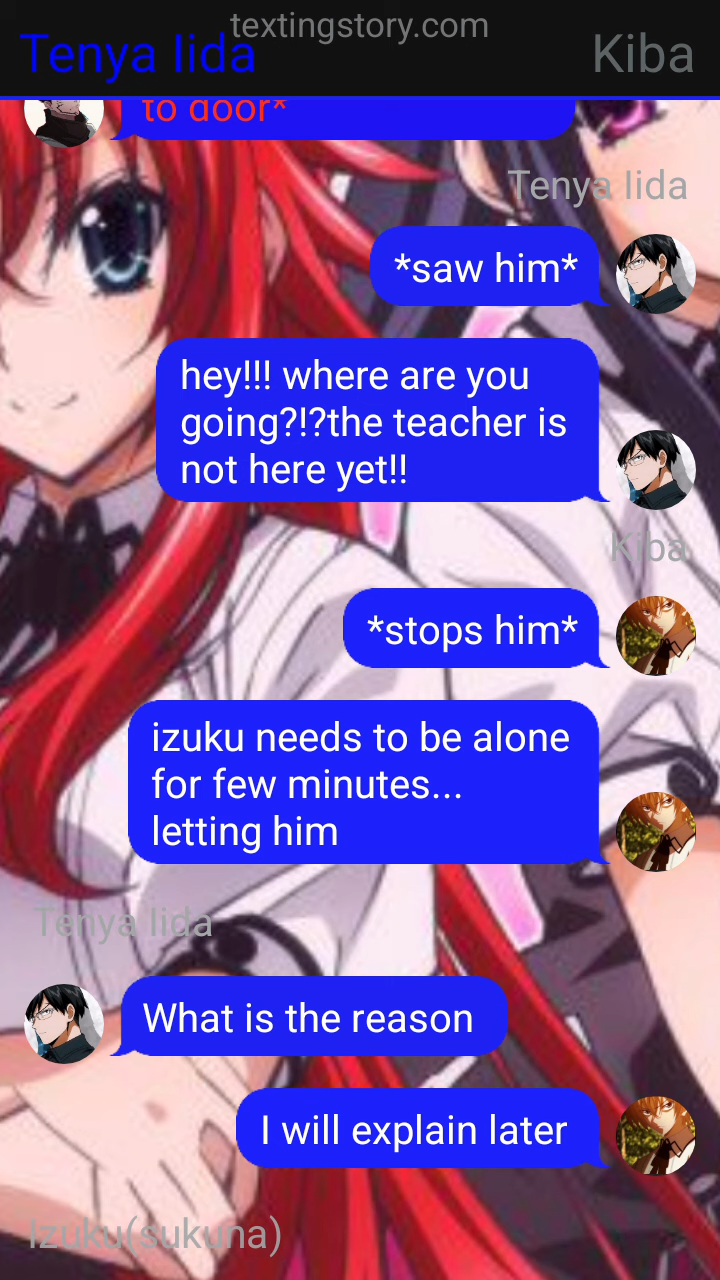 textingstory.com
Tenya Iida
Kiba
to door*
Tenya Iida
*saw him*
hey!!! where are you
going?!?the teacher is
not here yet!!
Kiba
*stops him*
izuku needs to be alone
for few minutes...
letting him
Tenya Iida
What is the reason
I will explain later
Izuku(sukuna)